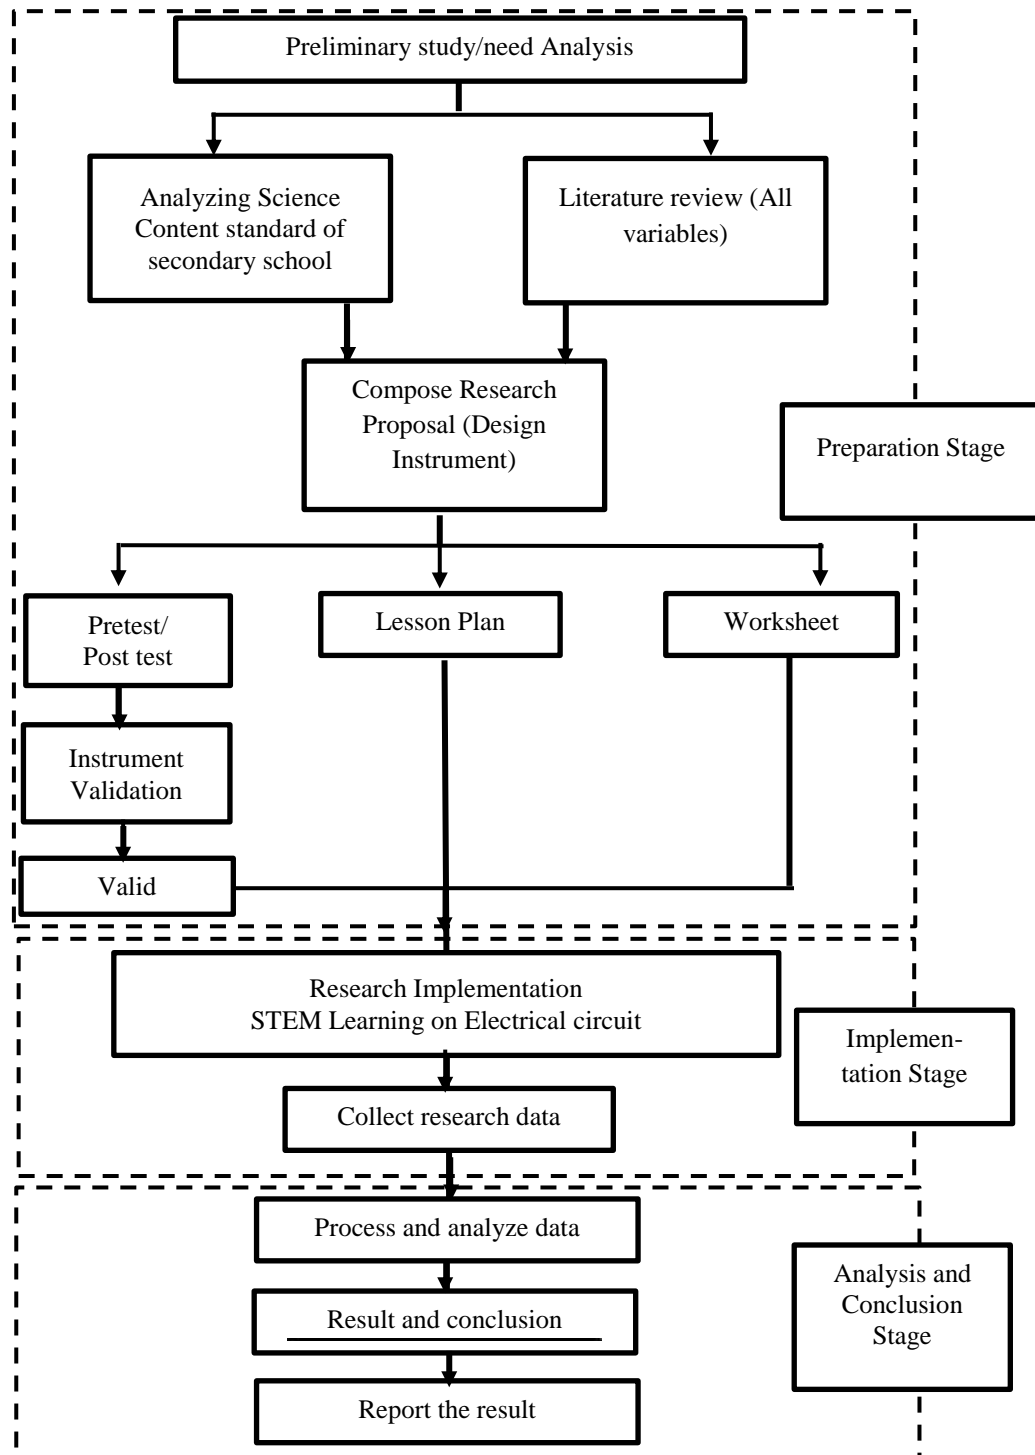 Preliminary study/need Analysis
Analyzing Science
Content standard of
secondary school
Literature review (All
variables)
Compose Research
Proposal (Design
Instrument)
Preparation Stage
Pretest/
Post test
Lesson Plan
Worksheet
Instrument
Validation
Valid
Research Implementation
STEM Learning on Electrical circuit
Implemen-
tation Stage
Collect research data
Process and analyze data
Analysis and
Conclusion
Stage
Result and conclusion
Report the result